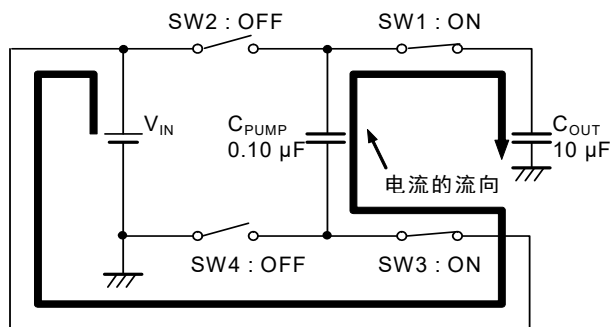 SW2 : OFF
SW1 : ON
VIN
CPUMP
0.10 µF
COUT
10 µF
电流的流向
SW4 : OFF
SW3 : ON